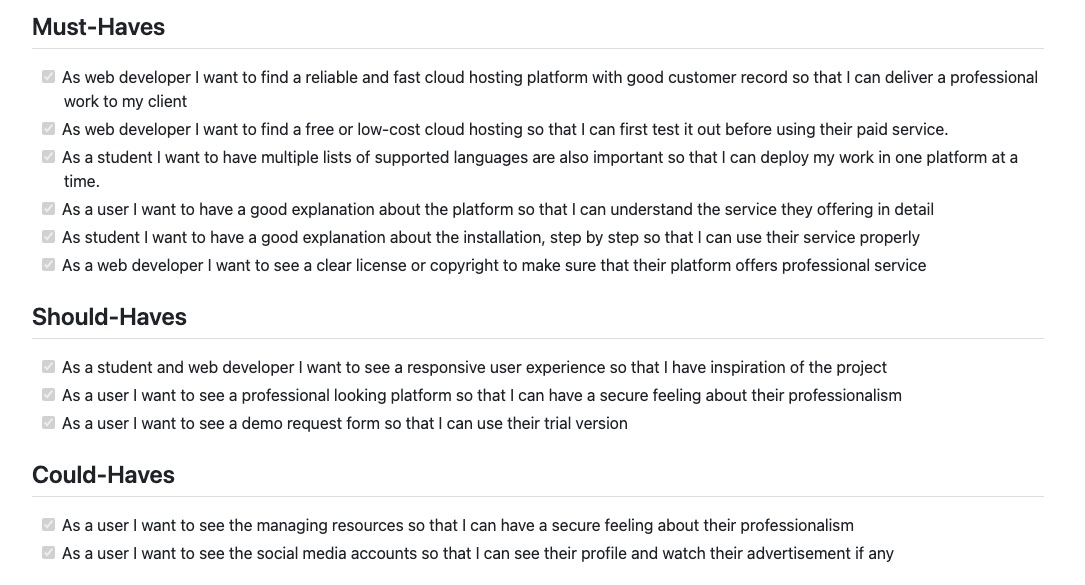 Must-Haves
As web developer I want to find a reliable and fast cloud hosting platform with good customer record so that I can deliver a professional
work to my client
As web developer I want to find a free or low-cost cloud hosting so that I can first test it out before using their paid service.
As a student I want to have multiple lists of supported languages are also important so that I can deploy my work in one platform at a
time.
As a user I want to have a good explanation about the platform so that I can understand the service they offering in detail
As student I want to have a good explanation about the installation, step by step so that I can use their service properly
As a web developer I want to see a clear license or copyright to make sure that their platform offers professional service
Should-Haves
As a student and web developer I want to see a responsive user experience so that I have inspiration of the project
As a user I want to see a professional looking platform so that I can have a secure feeling about their professionalism
As a user I want to see a demo request form so that I can use their trial version
Could-Haves
As a user I want to see the managing resources so that I can have a secure feeling about their professionalism
As a user I want to see the social media accounts so that I can see their profile and watch their advertisement if any